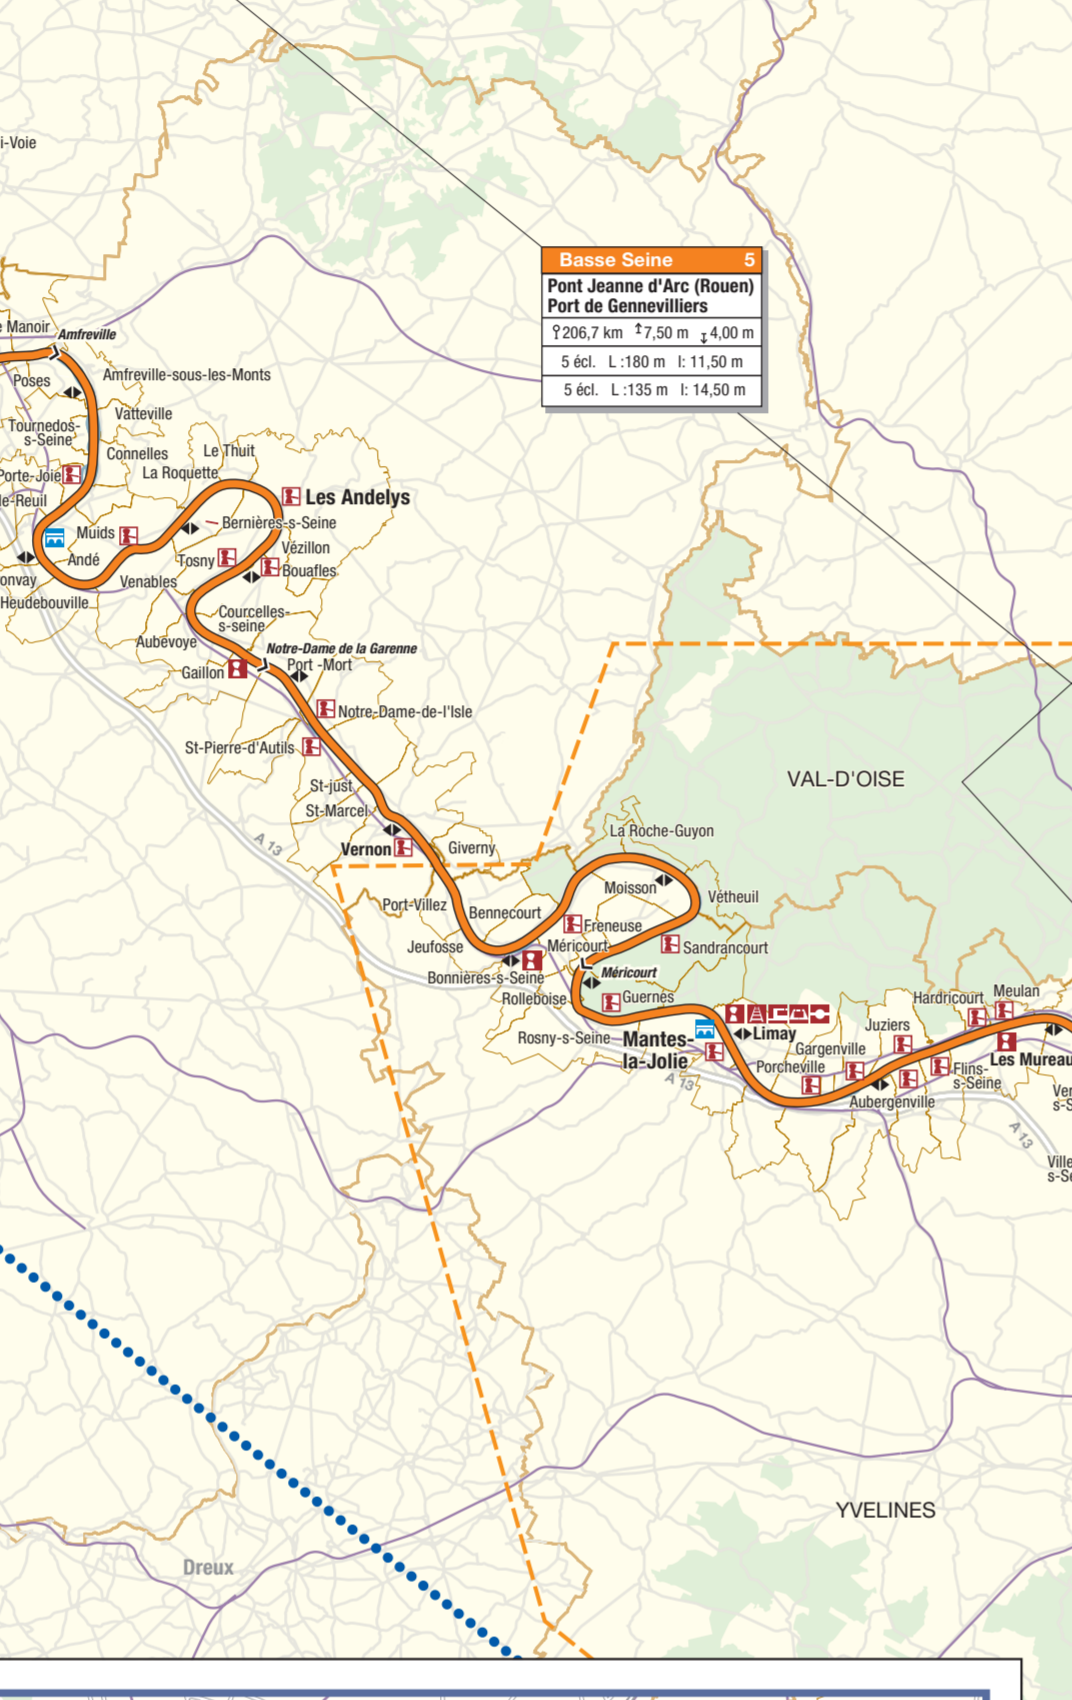 i-Voie
Basse Seine 5
Pont Jeanne d'Arc (Rouen)
Port de Gennevilliers
206,7 km 7,50 m 4,00 m
5 écl. L :180 m l: 11,50 m
5 écl. L :135 m l: 14,50 m
Manoir
Amfreville
Poses
Amfreville-sous-les-Monts
Vatteville
Tournedos-
s-Seine
Connelles
Le Thuit
La Roquette
Porte-Joie
le-Reuil
Les Andelys
Bernières-s-Seine
Muids
Vézillon
Andé
Tosny
Bouafles
onvay
Venables
Heudebouville
Courcelles-
s-seine
Aubevoye
Notre-Dame de la Garenne
Port -Mort
Gaillon
Notre-Dame-de-l'Isle
St-Pierre-d'Autils
VAL-D'OISE
St-just
St-Marcel
La Roche-Guyon
A 13
Vernon
Giverny
Moisson
Vétheuil
Port-Villez
Bennecourt
Freneuse
Jeufosse
Méricourt
Sandrancourt
Bonnières-s-Seine
Méricourt
Rolleboise
Guernes
Hardricourt
Meulan
Rosny-s-Seine
Mantes-
la-Jolie
Limay
Juziers
Gargenville
Les Mureau
Porcheville
Flins-
s-Seine
A 13
Aubergenville
Ver
s-S
A 13
Ville
s-Se
YVELINES
Dreux